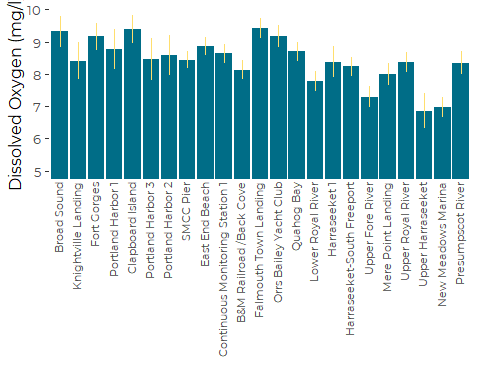 Dissolved Oxygen (mg/l
10
9
8
7
6
5
Broad Sound
Knightville Landing
Fort Gorges
Portland Harbor 1
Clapboard Island
Portland Harbor 3
Portland Harbor 2
SMCC Pier
East End Beach
Continuous Monitoring Station 1
B&M Railroad / Back Cove
Falmouth Town Landing
Orrs Bailey Yacht Club
Quahog Bay
Lower Royal River
Harraseeket 1
Harraseeket-South Freeport
Upper Fore River
Mere Point Landing
Upper Royal River
Upper Harraseeket
New Meadows Marina
Presumpscot River